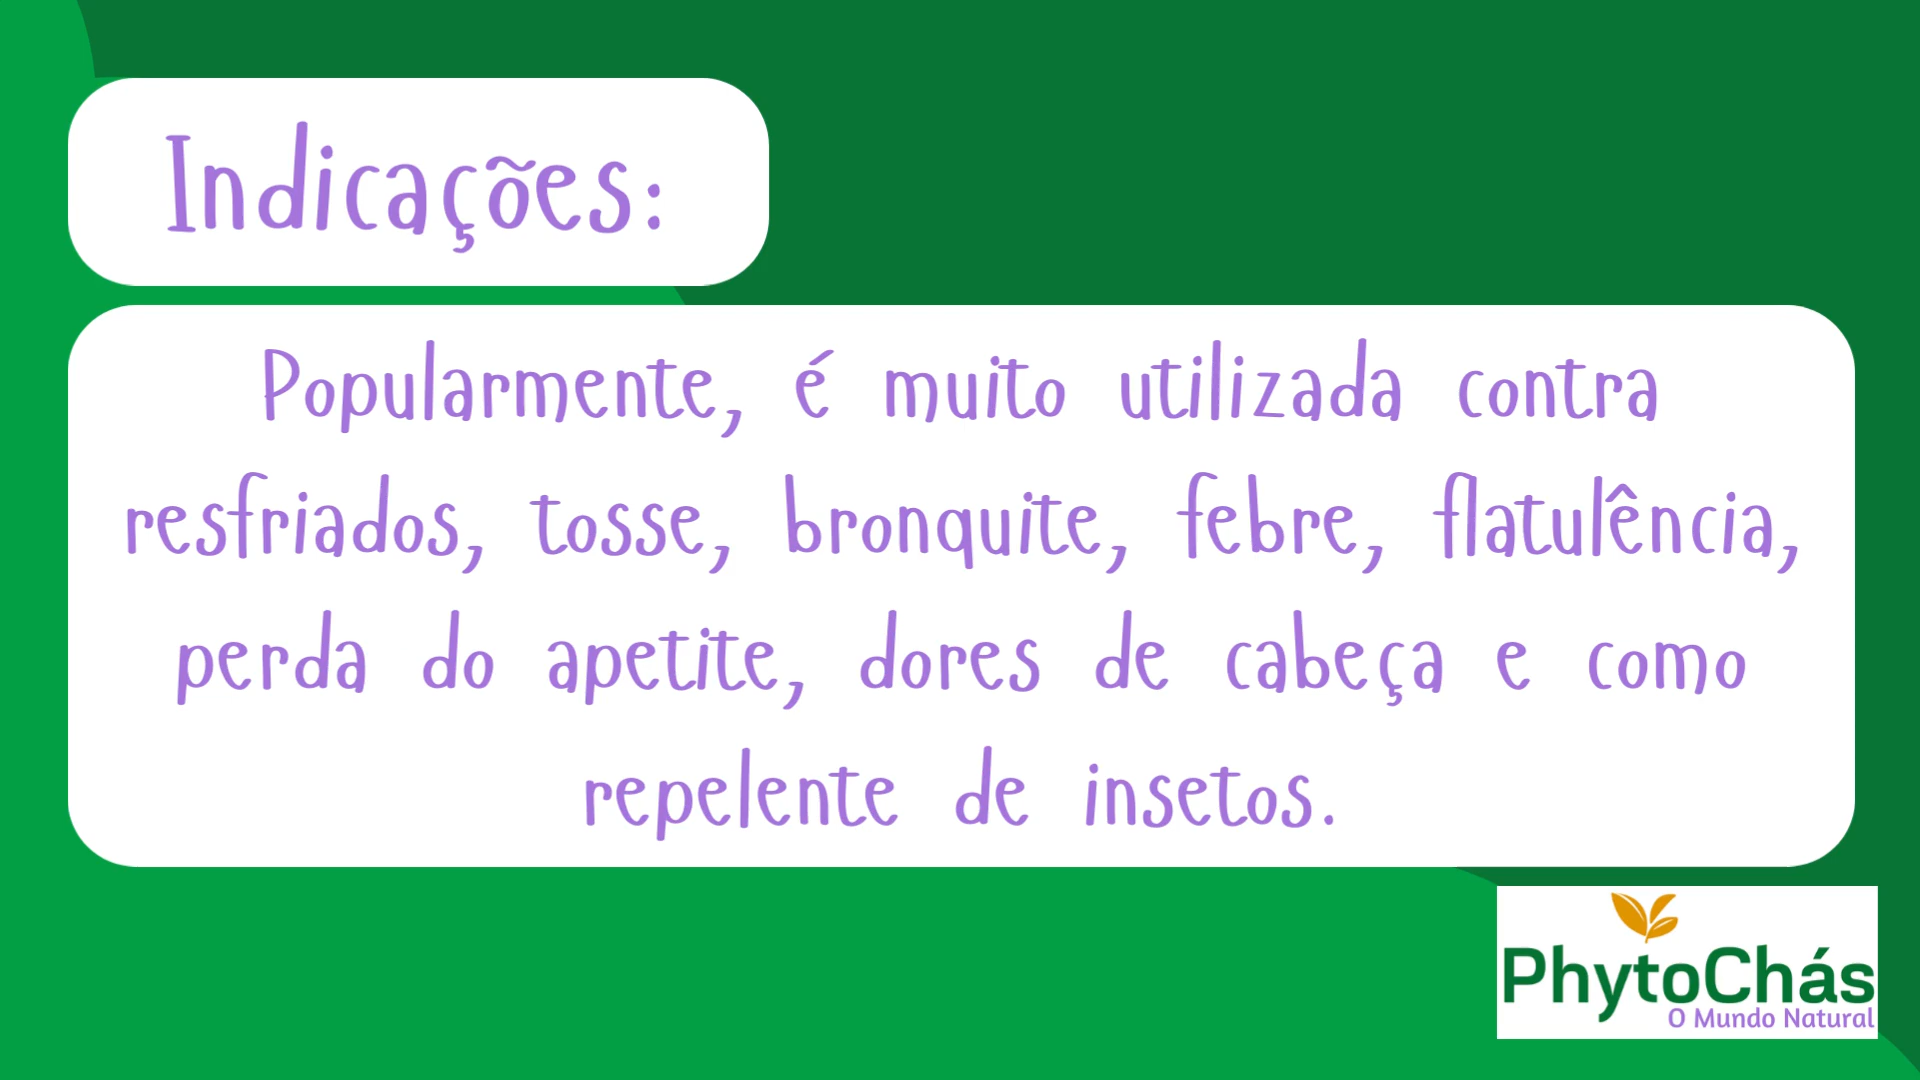 Indicações:
Popularmente, é muito utilizada contra
resfriados, tosse, bronquite, febre, flatulência,
perda do apetite, dores de cabeça e como
repelente de insetos.
PhytoChás
O Mundo Natural